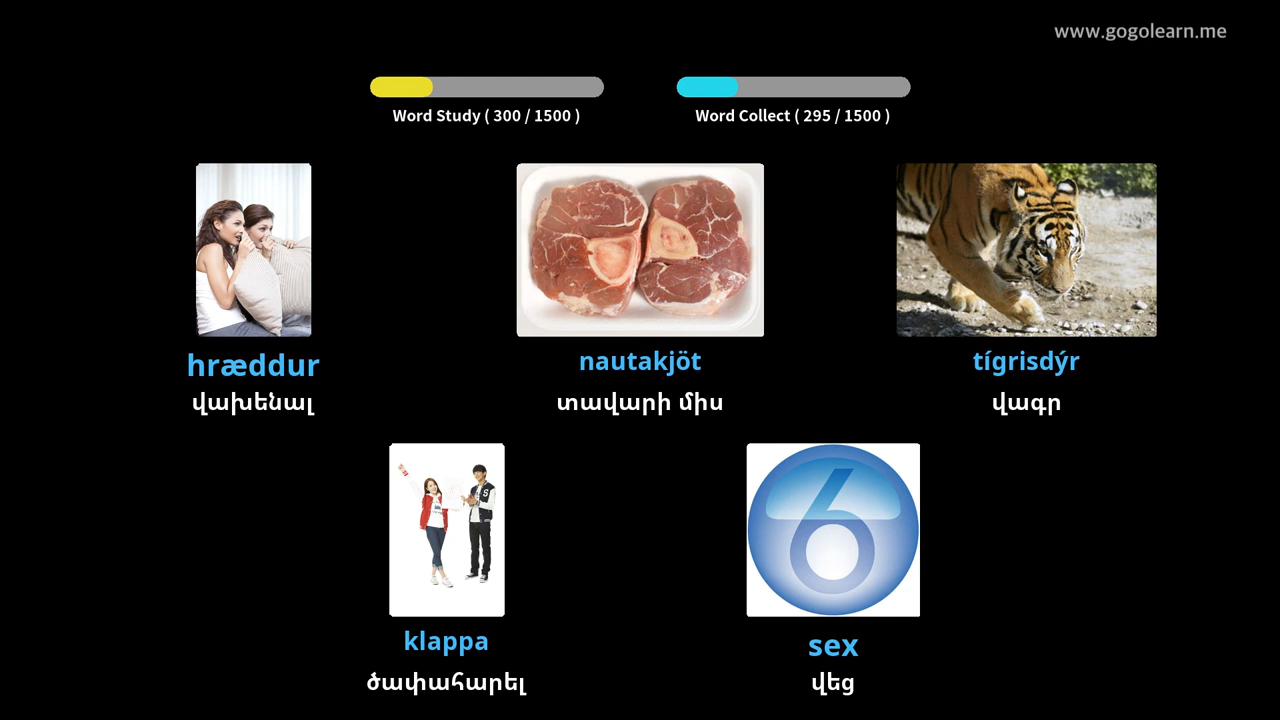 www.gogolearn.me
Word Study ( 300 / 1500 )
Word Collect ( 295 / 1500 )
hræddur
վախենալ
nautakjöt
տավարի միս
tígrisdýr
վագր
S
klappa
ծափահարել
6
sex
վեց